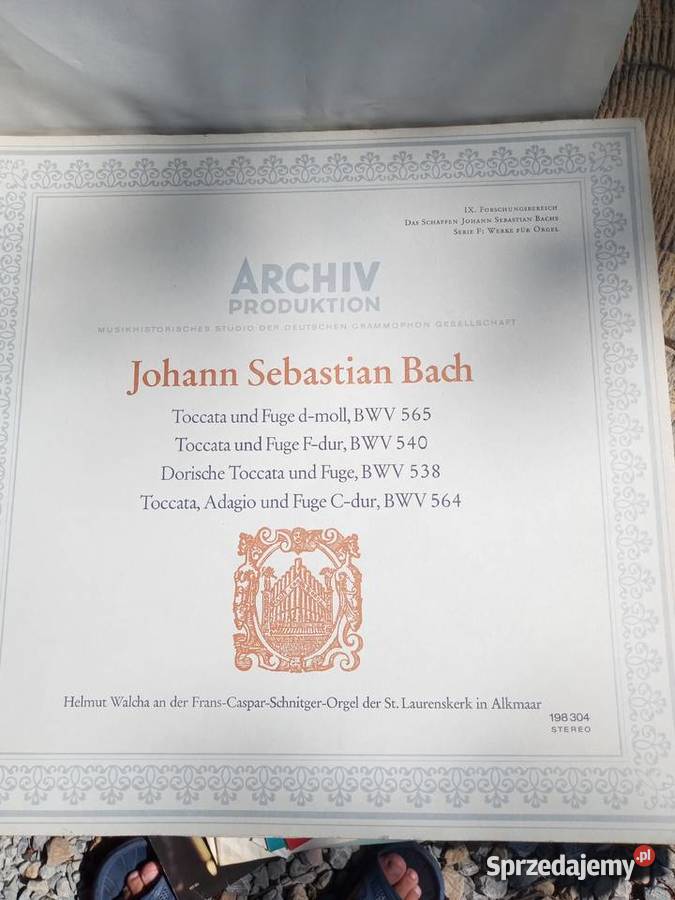 IX. Forschungsbereich
Das Schaffen Johann Sebastian Bachs
Serie F: Werke für Orgel
ARCHIV
PRODUKTION
MUSIKHISTORISCHES STUDIO DER DEUTSCHEN GRAMMOPHON GESELLSCHAFT
Johann Sebastian Bach
Toccata und Fuge d-moll, BWV 565
Toccata und Fuge F-dur, BWV 540
Dorische Toccata und Fuge, BWV 538
Toccata, Adagio und Fuge C-dur, BWV 564
Helmut Walcha an der Frans-Caspar-Schnitger-Orgel der St. Laurenskerk in Alkmaar
198 304
STEREO
Sprzedajemy.pl